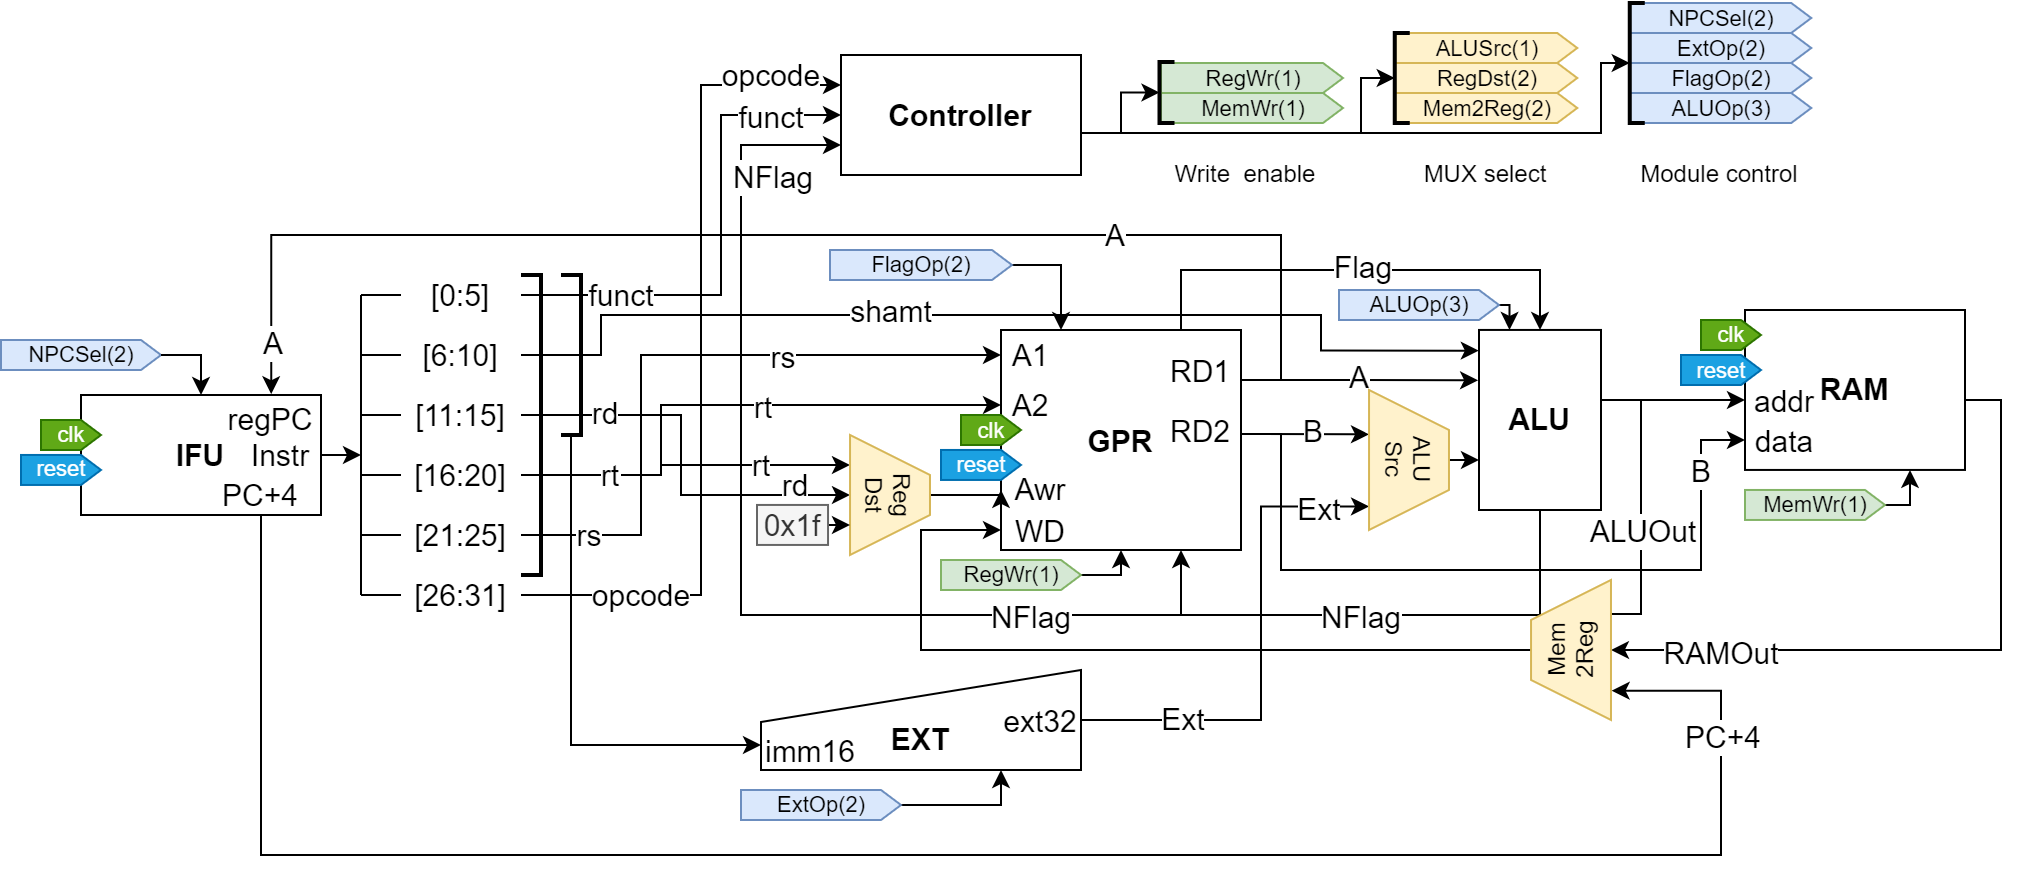 NPCSel(2)
ExtOp(2)
FlagOp(2)
ALUOp(3)
ALUSrc(1)
RegDst(2)
Mem2Reg(2)
RegWr(1)
MemWr(1)
Write enable
MUX select
Module control
opcode
funct
NFlag
Controller
A
FlagOp(2)
Flag
ALUOp(3)
[0:5]
funct
shamt
[6:10]
rs
[11:15]
rd
rt
[16:20]
rt
rt
rd
[21:25]
rs
0x1f
[26:31]
opcode
NPCSel(2)
A
clk
reset
regPC
IFU
Instr
PC+4
Reg
Dst
A1
A2
clk
reset
GPR
Awr
WD
RD1
RD2
RegWr(1)
A
B
Ext
ALU
Src
ALU
clk
reset
RAM
addr
data
B
MemWr(1)
ALUOut
NFlag
NFlag
Mem
2Reg
RAMOut
PC+4
imm16
EXT
ext32
Ext
ExtOp(2)